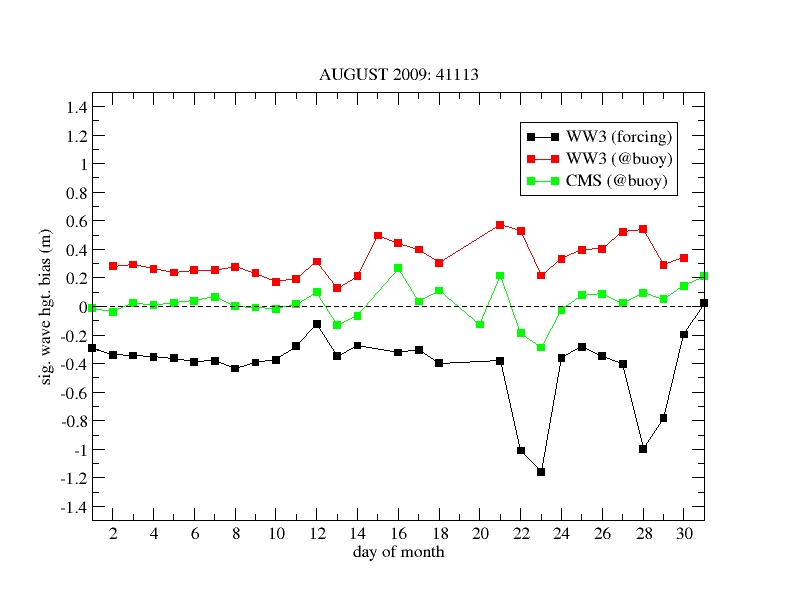 AUGUST 2009: 41113
1.4
1.2
1
0.8
0.6
0.4
0.2
0
-0.2
-0.4
-0.6
-0.8
-1
-1.2
-1.4
sig. wave hgt. bias (m)
WW3 (forcing)
WW3 (@buoy)
CMS (@buoy)
2 4 6 8 10 12 14 16 18 20 22 24 26 28 30
day of month